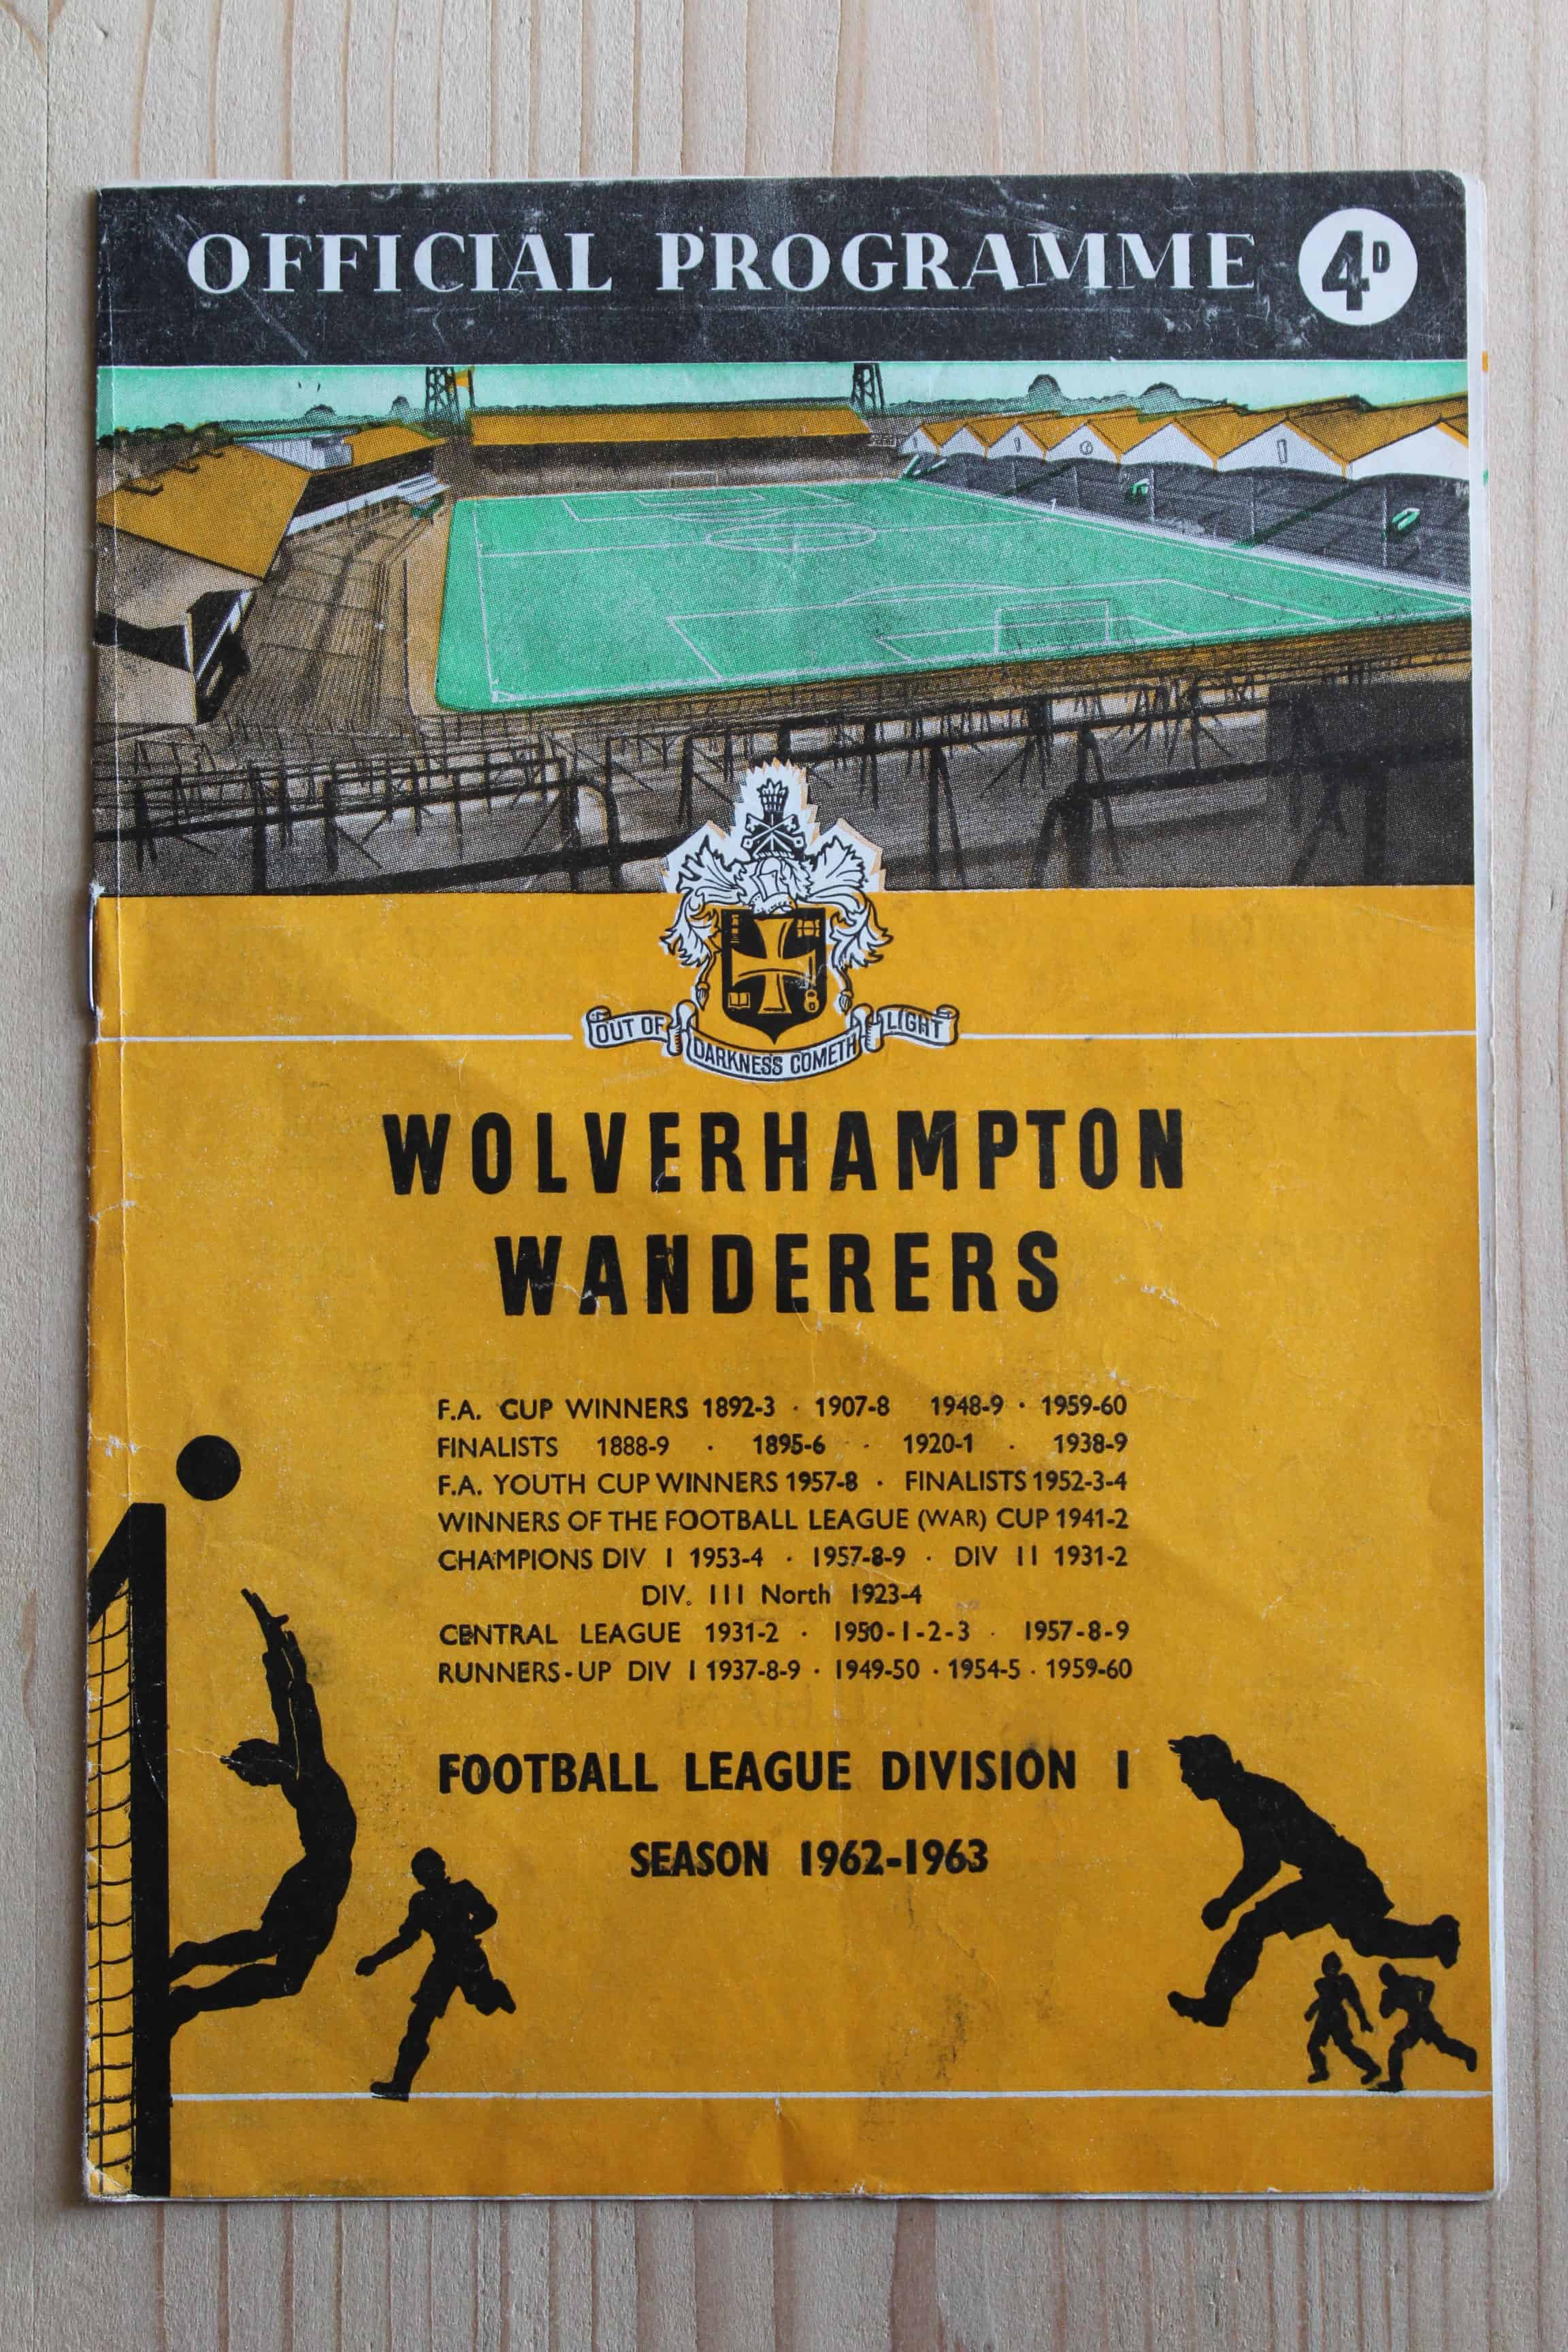 OFFICIAL PROGRAMME 4D
OUT OF DARKNESS COMETH LIGHT
WOLVERHAMPTON
WANDERERS
F.A. CUP WINNERS 1892-3 · 1907-8 1948-9 · 1959-60
FINALISTS 1888-9 · 1895-6 · 1920-1 · 1938-9
F.A. YOUTH CUP WINNERS 1957-8 · FINALISTS 1952-3-4
WINNERS OF THE FOOTBALL LEAGUE (WAR) CUP 1941-2
CHAMPIONS DIV I 1953-4 · 1957-8-9 · DIV II 1931-2
DIV. III North 1923-4
CENTRAL LEAGUE 1931-2 · 1950-1-2-3 · 1957-8-9
RUNNERS-UP DIV I 1937-8-9 · 1949-50 · 1954-5 · 1959-60
FOOTBALL LEAGUE DIVISION I
SEASON 1962-1963